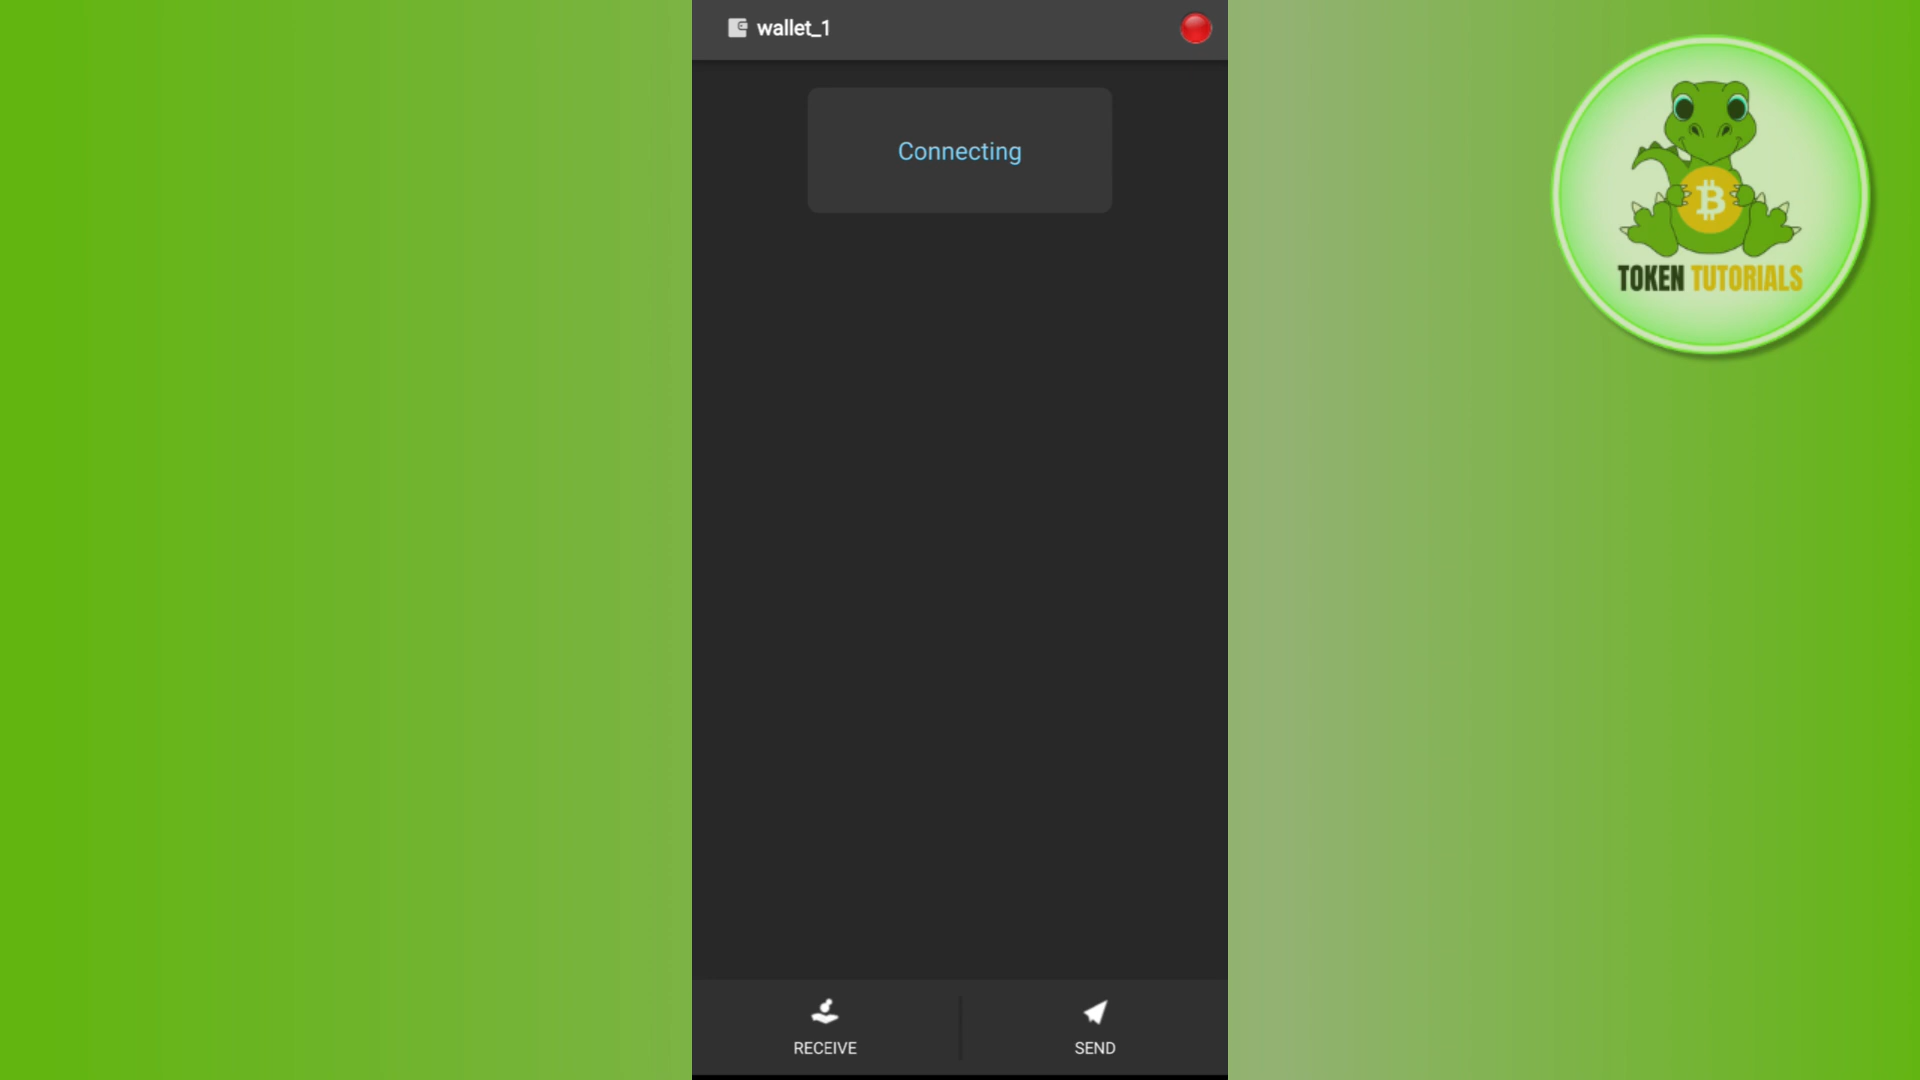 wallet_1
Connecting
TOKEN TUTORIALS
RECEIVE
SEND